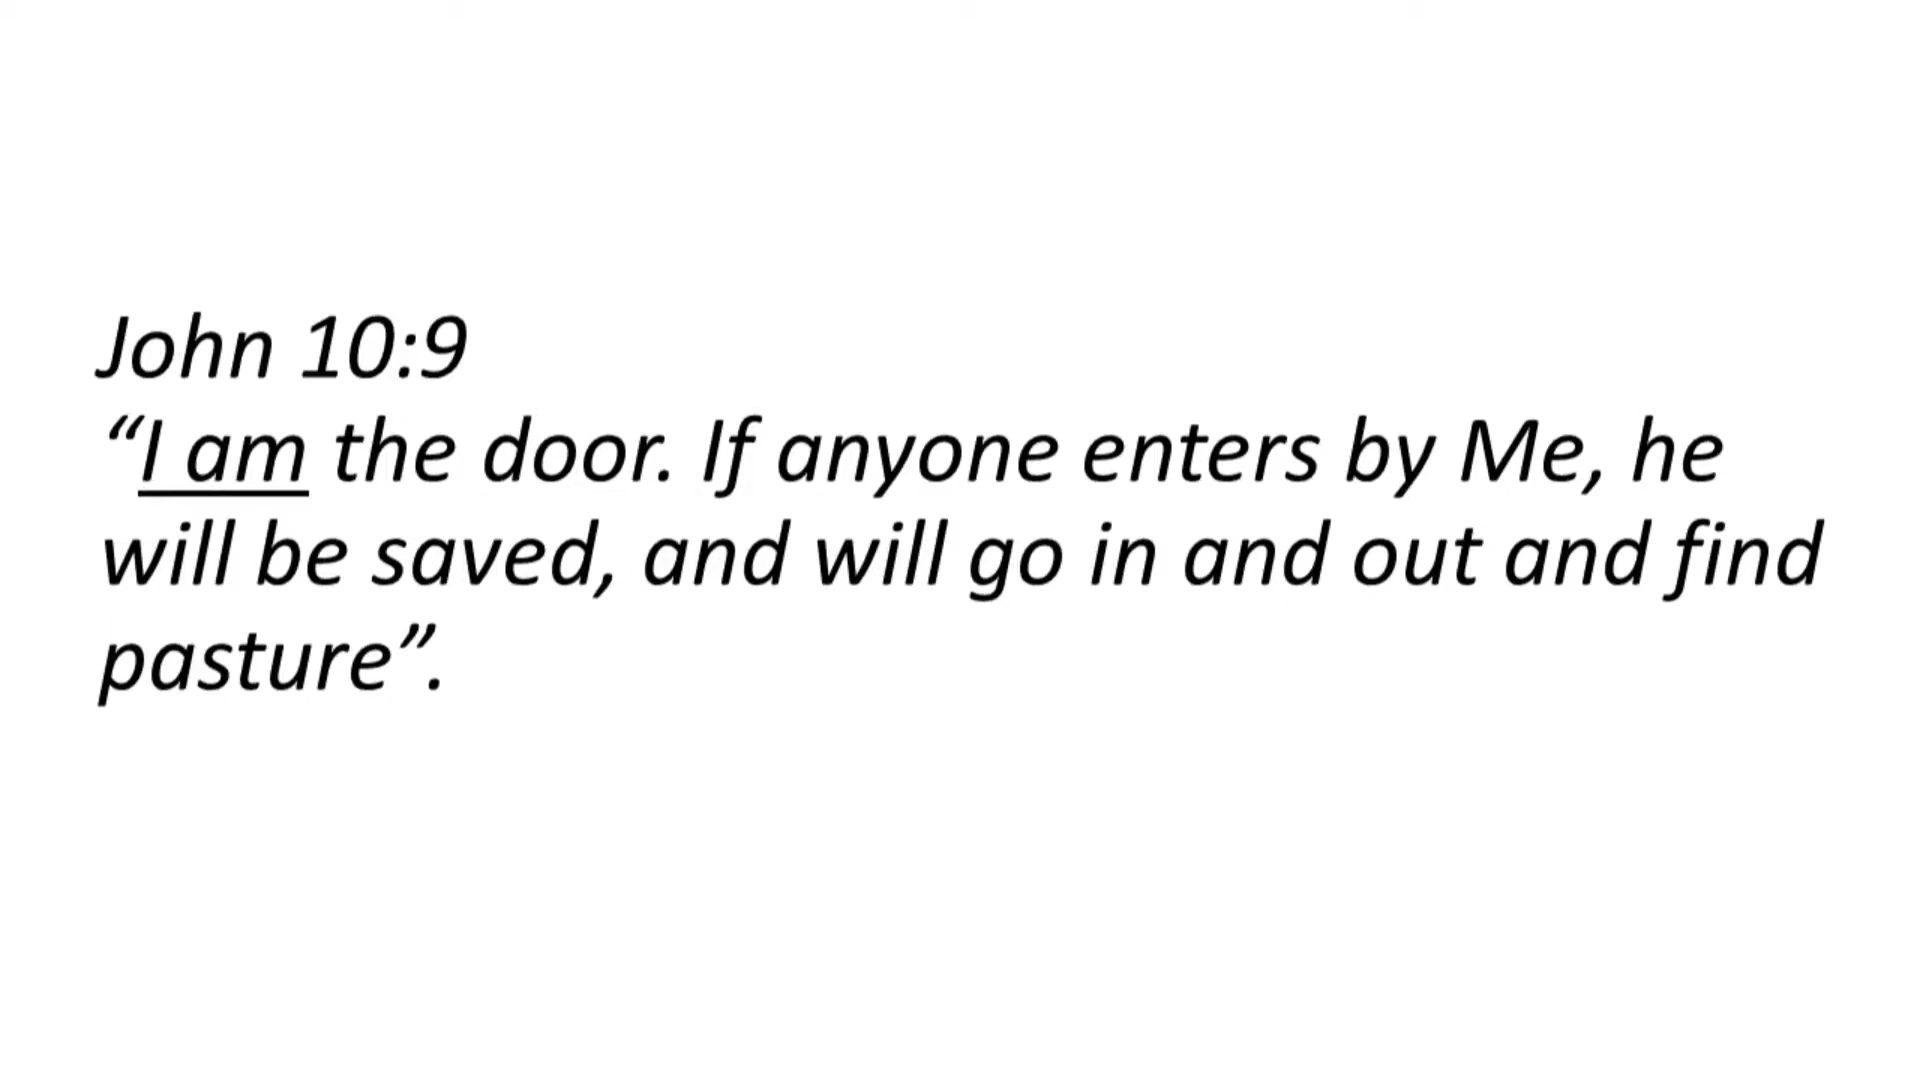 John 10:9
“I am the door. If anyone enters by Me, he
will be saved, and will go in and out and find
pasture”.